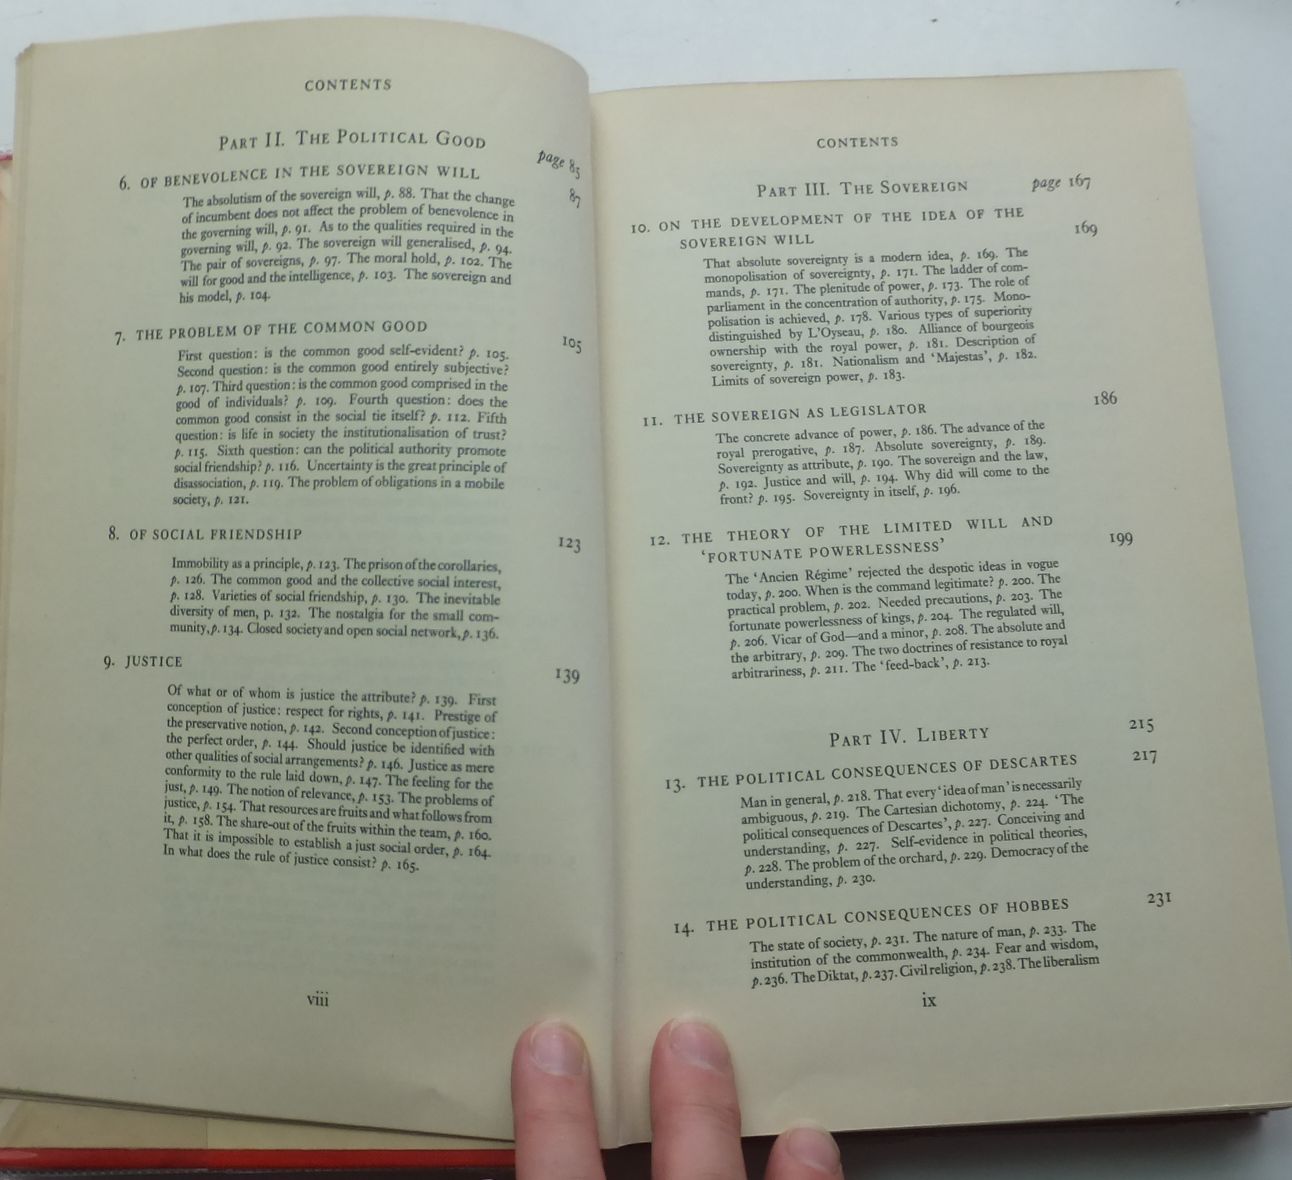 CONTENTS
PART II. THE POLITICAL GOOD
page 85
6. OF BENEVOLENCE IN THE SOVEREIGN WILL
87
The absolutism of the sovereign will, p. 88. That the change
of incumbent does not affect the problem of benevolence in
the governing will, p. 91. As to the qualities required in the
governing will, p. 92. The sovereign will generalised, p. 94.
The pair of sovereigns, p. 97. The moral hold, p. 102. The
will for good and the intelligence, p. 103. The sovereign and
his model, p. 104.
7. THE PROBLEM OF THE COMMON GOOD
105
First question: is the common good self-evident? p. 105.
Second question: is the common good entirely subjective?
p. 107. Third question: is the common good comprised in the
good of individuals? p. 109. Fourth question: does the
common good consist in the social tie itself? p. 112. Fifth
question: is life in society the institutionalisation of trust?
p. 115. Sixth question: can the political authority promote
social friendship? p. 116. Uncertainty is the great principle of
disassociation, p. 119. The problem of obligations in a mobile
society, p. 121.
8. OF SOCIAL FRIENDSHIP
123
Immobility as a principle, p. 123. The prison of the corollaries,
p. 126. The common good and the collective social interest,
p. 128. Varieties of social friendship, p. 130. The inevitable
diversity of men, p. 132. The nostalgia for the small com-
munity, p. 134. Closed society and open social network, p. 136.
9. JUSTICE
139
Of what or of whom is justice the attribute? p. 139. First
conception of justice: respect for rights, p. 141. Prestige of
the preservative notion, p. 142. Second conception of justice:
the perfect order, p. 144. Should justice be identified with
other qualities of social arrangements? p. 146. Justice as mere
conformity to the rule laid down, p. 147. The feeling for the
just, p. 149. The notion of relevance, p. 153. The problems of
justice, p. 154. That resources are fruits and what follows from
it, p. 158. The share-out of the fruits within the team, p. 160.
That it is impossible to establish a just social order, p. 164.
In what does the rule of justice consist? p. 165.
viii
CONTENTS
PART III. THE SOVEREIGN
page 167
10. ON THE DEVELOPMENT OF THE IDEA OF THE
SOVEREIGN WILL
169
That absolute sovereignty is a modern idea, p. 169. The
monopolisation of sovereignty, p. 171. The ladder of com-
mands, p. 171. The plenitude of power, p. 173. The role of
parliament in the concentration of authority, p. 175. Mono-
polisation is achieved, p. 178. Various types of superiority
distinguished by L'Oyseau, p. 180. Alliance of bourgeois
ownership with the royal power, p. 181. Description of
sovereignty, p. 181. Nationalism and 'Majestas', p. 182.
Limits of sovereign power, p. 183.
11. THE SOVEREIGN AS LEGISLATOR
186
The concrete advance of power, p. 186. The advance of the
royal prerogative, p. 187. Absolute sovereignty, p. 189.
Sovereignty as attribute, p. 190. The sovereign and the law,
p. 192. Justice and will, p. 194. Why did will come to the
front? p. 195. Sovereignty in itself, p. 196.
12. THE THEORY OF THE LIMITED WILL AND
'FORTUNATE POWERLESSNESS'
199
The 'Ancien Régime' rejected the despotic ideas in vogue
today, p. 200. When is the command legitimate? p. 200. The
practical problem, p. 202. Needed precautions, p. 203. The
fortunate powerlessness of kings, p. 204. The regulated will,
p. 206. Vicar of God—and a minor, p. 208. The absolute and
the arbitrary, p. 209. The two doctrines of resistance to royal
arbitrariness, p. 211. The 'feed-back', p. 213.
PART IV. LIBERTY
215
13. THE POLITICAL CONSEQUENCES OF DESCARTES
217
Man in general, p. 218. That every 'idea of man' is necessarily
ambiguous, p. 219. The Cartesian dichotomy, p. 224. 'The
political consequences of Descartes', p. 227. Conceiving and
understanding, p. 227. Self-evidence in political theories,
p. 228. The problem of the orchard, p. 229. Democracy of the
understanding, p. 230.
14. THE POLITICAL CONSEQUENCES OF HOBBES
231
The state of society, p. 231. The nature of man, p. 233. The
institution of the commonwealth, p. 234. Fear and wisdom,
p. 236. The Diktat, p. 237. Civil religion, p. 238. The liberalism
ix